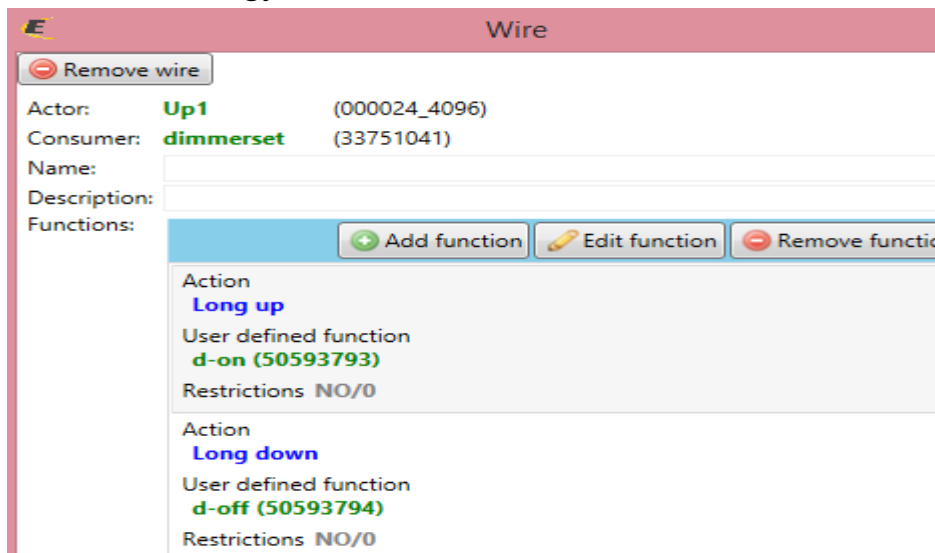 E
Wire
Remove wire
Actor: Up1 (000024_4096)
Consumer: dimmerset (33751041)
Name:
Description:
Functions:
Add function Edit function Remove functio
Action
Long up
User defined function
d-on (50593793)
Restrictions NO/0
Action
Long down
User defined function
d-off (50593794)
Restrictions NO/0